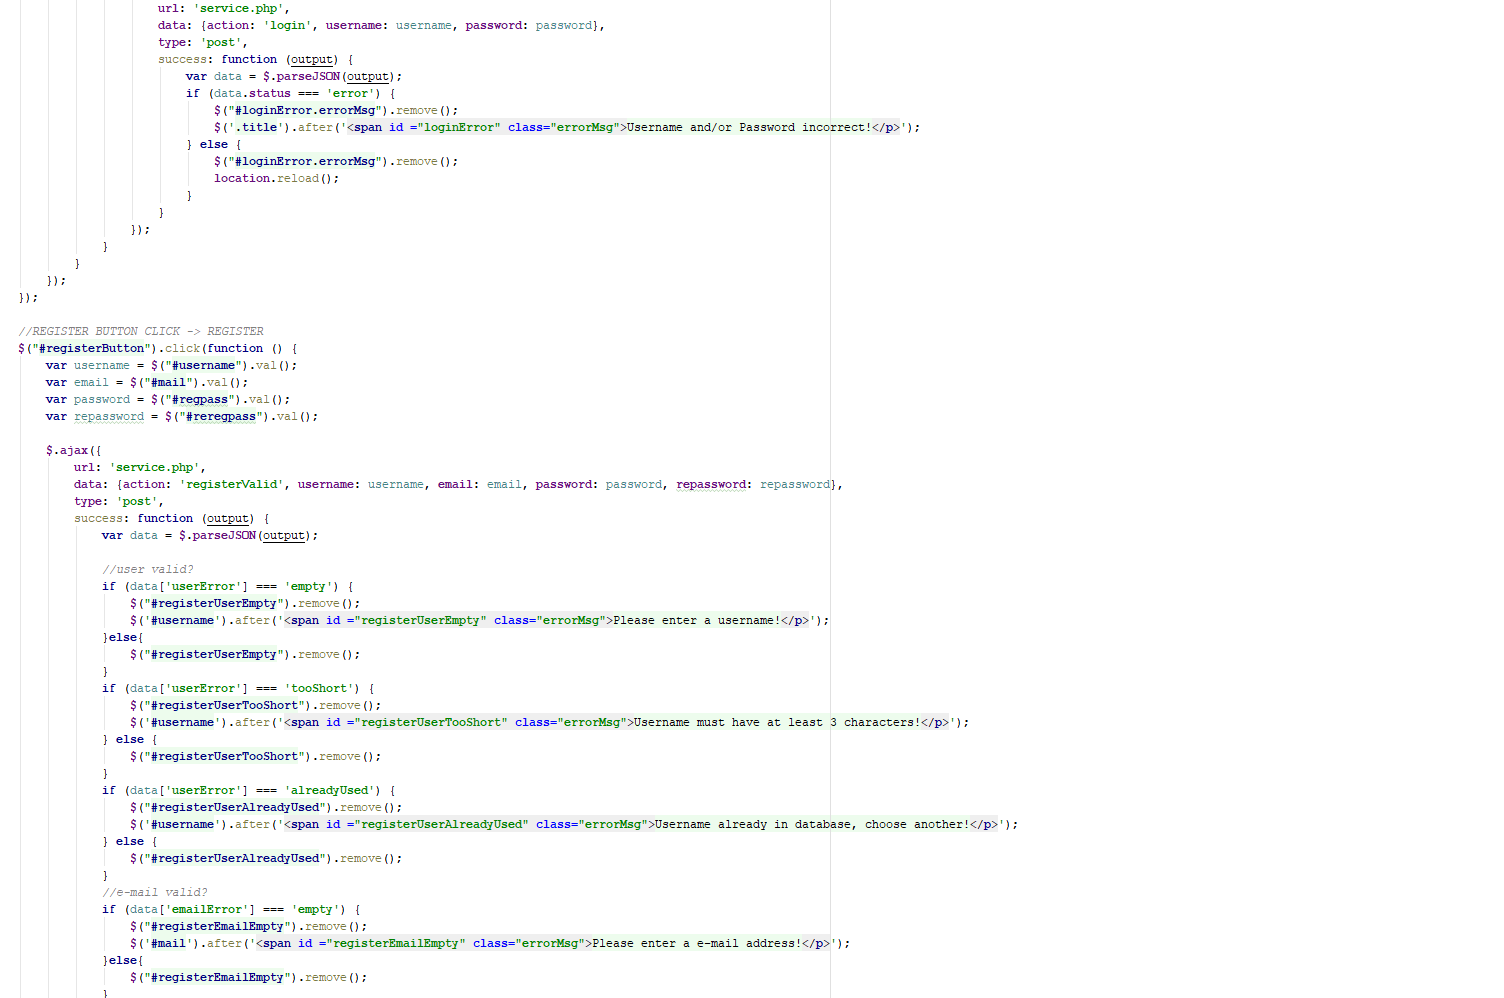 url: 'service.php',
data: {action: 'login', username: username, password: password},
type: 'post',
success: function (output) {
var data = $.parseJSON(output);
if (data.status === 'error') {
$("#loginError.errorMsg").remove();
$('.title').after('<span id ="loginError" class="errorMsg">Username and/or Password incorrect!</p>');
} else {
$("#loginError.errorMsg").remove();
location.reload();
}
}
});
}
}
});
});
//REGISTER BUTTON CLICK -> REGISTER
$("#registerButton").click(function () {
var username = $("#username").val();
var email = $("#mail").val();
var password = $("#regpass").val();
var repassword = $("#reregpass").val();
$.ajax({
url: 'service.php',
data: {action: 'registerValid', username: username, email: email, password: password, repassword: repassword},
type: 'post',
success: function (output) {
var data = $.parseJSON(output);
//user valid?
if (data['userError'] === 'empty') {
$("#registerUserEmpty").remove();
$('#username').after('<span id ="registerUserEmpty" class="errorMsg">Please enter a username!</p>');
}else{
$("#registerUserEmpty").remove();
}
if (data['userError'] === 'tooShort') {
$("#registerUserTooShort").remove();
$('#username').after('<span id ="registerUserTooShort" class="errorMsg">Username must have at least 3 characters!</p>');
} else {
$("#registerUserTooShort").remove();
}
if (data['userError'] === 'alreadyUsed') {
$("#registerUserAlreadyUsed").remove();
$('#username').after('<span id ="registerUserAlreadyUsed" class="errorMsg">Username already in database, choose another!</p>');
} else {
$("#registerUserAlreadyUsed").remove();
}
//e-mail valid?
if (data['emailError'] === 'empty') {
$("#registerEmailEmpty").remove();
$('#mail').after('<span id ="registerEmailEmpty" class="errorMsg">Please enter a e-mail address!</p>');
}else{
$("#registerEmailEmpty").remove();
}